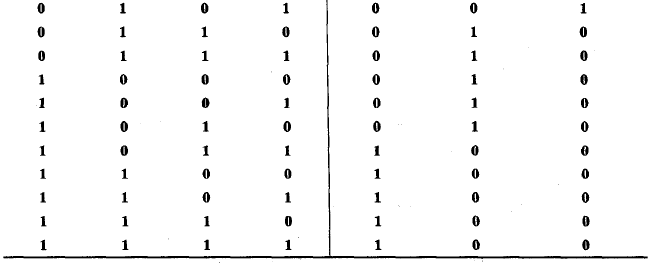 0 1 0 1 0 0 1
0 1 1 0 0 1 0
0 1 1 1 0 1 0
1 0 0 0 0 1 0
1 0 0 1 0 1 0
1 0 1 0 0 1 0
1 0 1 1 1 0 0
1 1 0 0 1 0 0
1 1 0 1 1 0 0
1 1 1 0 1 0 0
1 1 1 1 1 0 0